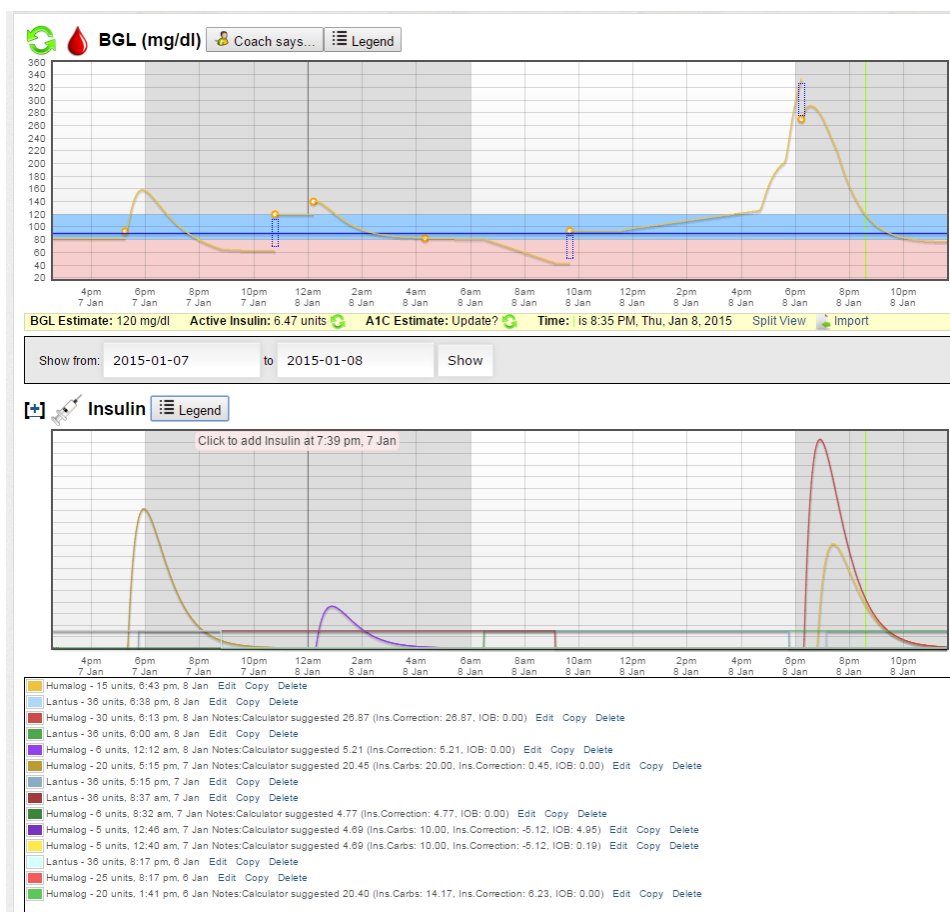 BGL (mg/dl) Coach says... Legend
360
340
320
300
280
260
240
220
200
180
160
140
120
100
80
60
40
20
4pm 6pm 8pm 10pm 12am 2am 4am 6am 8am 10am 12pm 2pm 4pm 6pm 8pm 10pm
7 Jan 7 Jan 7 Jan 7 Jan 8 Jan 8 Jan 8 Jan 8 Jan 8 Jan 8 Jan 8 Jan 8 Jan 8 Jan 8 Jan 8 Jan 8 Jan
BGL Estimate: 120 mg/dl Active Insulin: 6.47 units A1C Estimate: Update? Time: | is 8:35 PM, Thu, Jan 8, 2015 Split View Import
Show from: 2015-01-07 to 2015-01-08 Show
[+] Insulin Legend
Click to add Insulin at 7:39 pm, 7 Jan
4pm 6pm 8pm 10pm 12am 2am 4am 6am 8am 10am 12pm 2pm 4pm 6pm 8pm 10pm
7 Jan 7 Jan 7 Jan 7 Jan 8 Jan 8 Jan 8 Jan 8 Jan 8 Jan 8 Jan 8 Jan 8 Jan 8 Jan 8 Jan 8 Jan 8 Jan
Humalog - 15 units, 6:43 pm, 8 Jan Edit Copy Delete
Lantus - 36 units, 6:38 pm, 8 Jan Edit Copy Delete
Humalog - 30 units, 6:13 pm, 8 Jan Notes:Calculator suggested 26.87 (Ins.Correction: 26.87, IOB: 0.00) Edit Copy Delete
Lantus - 36 units, 6:00 am, 8 Jan Edit Copy Delete
Humalog - 6 units, 12:12 am, 8 Jan Notes:Calculator suggested 5.21 (Ins.Correction: 5.21, IOB: 0.00) Edit Copy Delete
Humalog - 20 units, 5:15 pm, 7 Jan Notes:Calculator suggested 20.45 (Ins.Carbs: 20.00, Ins.Correction: 0.45, IOB: 0.00) Edit Copy Delete
Lantus - 36 units, 5:15 pm, 7 Jan Edit Copy Delete
Lantus - 36 units, 8:37 am, 7 Jan Edit Copy Delete
Humalog - 6 units, 8:32 am, 7 Jan Notes:Calculator suggested 4.77 (Ins.Correction: 4.77, IOB: 0.00) Edit Copy Delete
Humalog - 5 units, 12:46 am, 7 Jan Notes:Calculator suggested 4.69 (Ins.Carbs: 10.00, Ins.Correction: -5.12, IOB: 4.95) Edit Copy Delete
Humalog - 5 units, 12:40 am, 7 Jan Notes:Calculator suggested 4.69 (Ins.Carbs: 10.00, Ins.Correction: -5.12, IOB: 0.19) Edit Copy Delete
Lantus - 36 units, 8:17 pm, 6 Jan Edit Copy Delete
Humalog - 25 units, 8:17 pm, 6 Jan Edit Copy Delete
Humalog - 20 units, 1:41 pm, 6 Jan Notes:Calculator suggested 20.40 (Ins.Carbs: 14.17, Ins.Correction: 6.23, IOB: 0.00) Edit Copy Delete